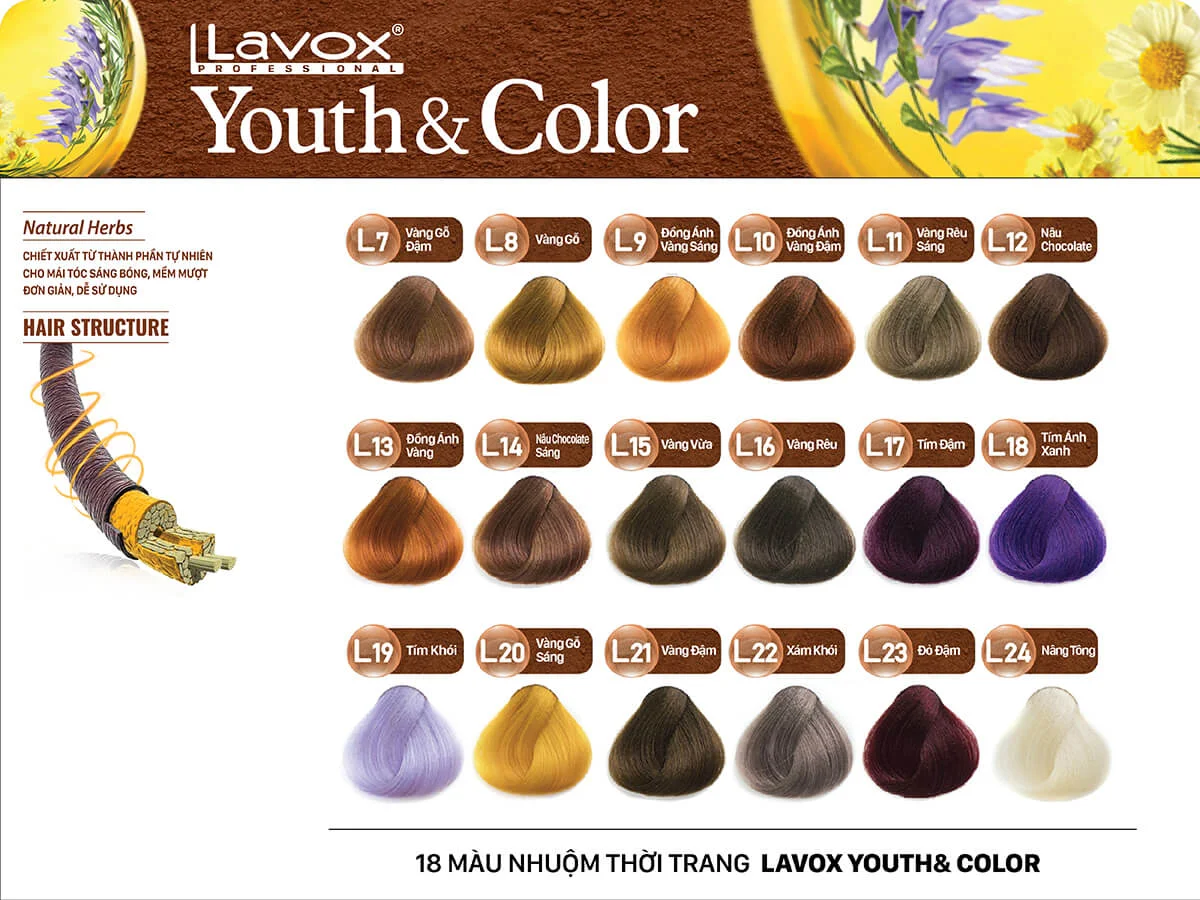 Lavox®
PROFESSIONAL
Youth & Color
Natural Herbs
CHIẾT XUẤT TỪ THÀNH PHẦN TỰ NHIÊN
CHO MÁI TÓC SÁNG BÓNG, MỀM MƯỢT
ĐƠN GIẢN, DỄ SỬ DỤNG
HAIR STRUCTURE
L7 Vàng Gỗ
Đậm
L8 Vàng Gỗ
L9 Đồng Ánh
Vàng Sáng
L10 Đồng Ánh
Vàng Đậm
L11 Vàng Rêu
Sáng
L12 Nâu
Chocolate
L13 Đồng Ánh
Vàng
L14 Nâu Chocolate
Sáng
L15 Vàng Vừa
L16 Vàng Rêu
L17 Tím Đậm
L18 Tím Ánh
Xanh
L19 Tím Khói
L20 Vàng Gỗ
Sáng
L21 Vàng Đậm
L22 Xám Khói
L23 Đỏ Đậm
L24 Nâng Tông
18 MÀU NHUỘM THỜI TRANG LAVOX YOUTH& COLOR